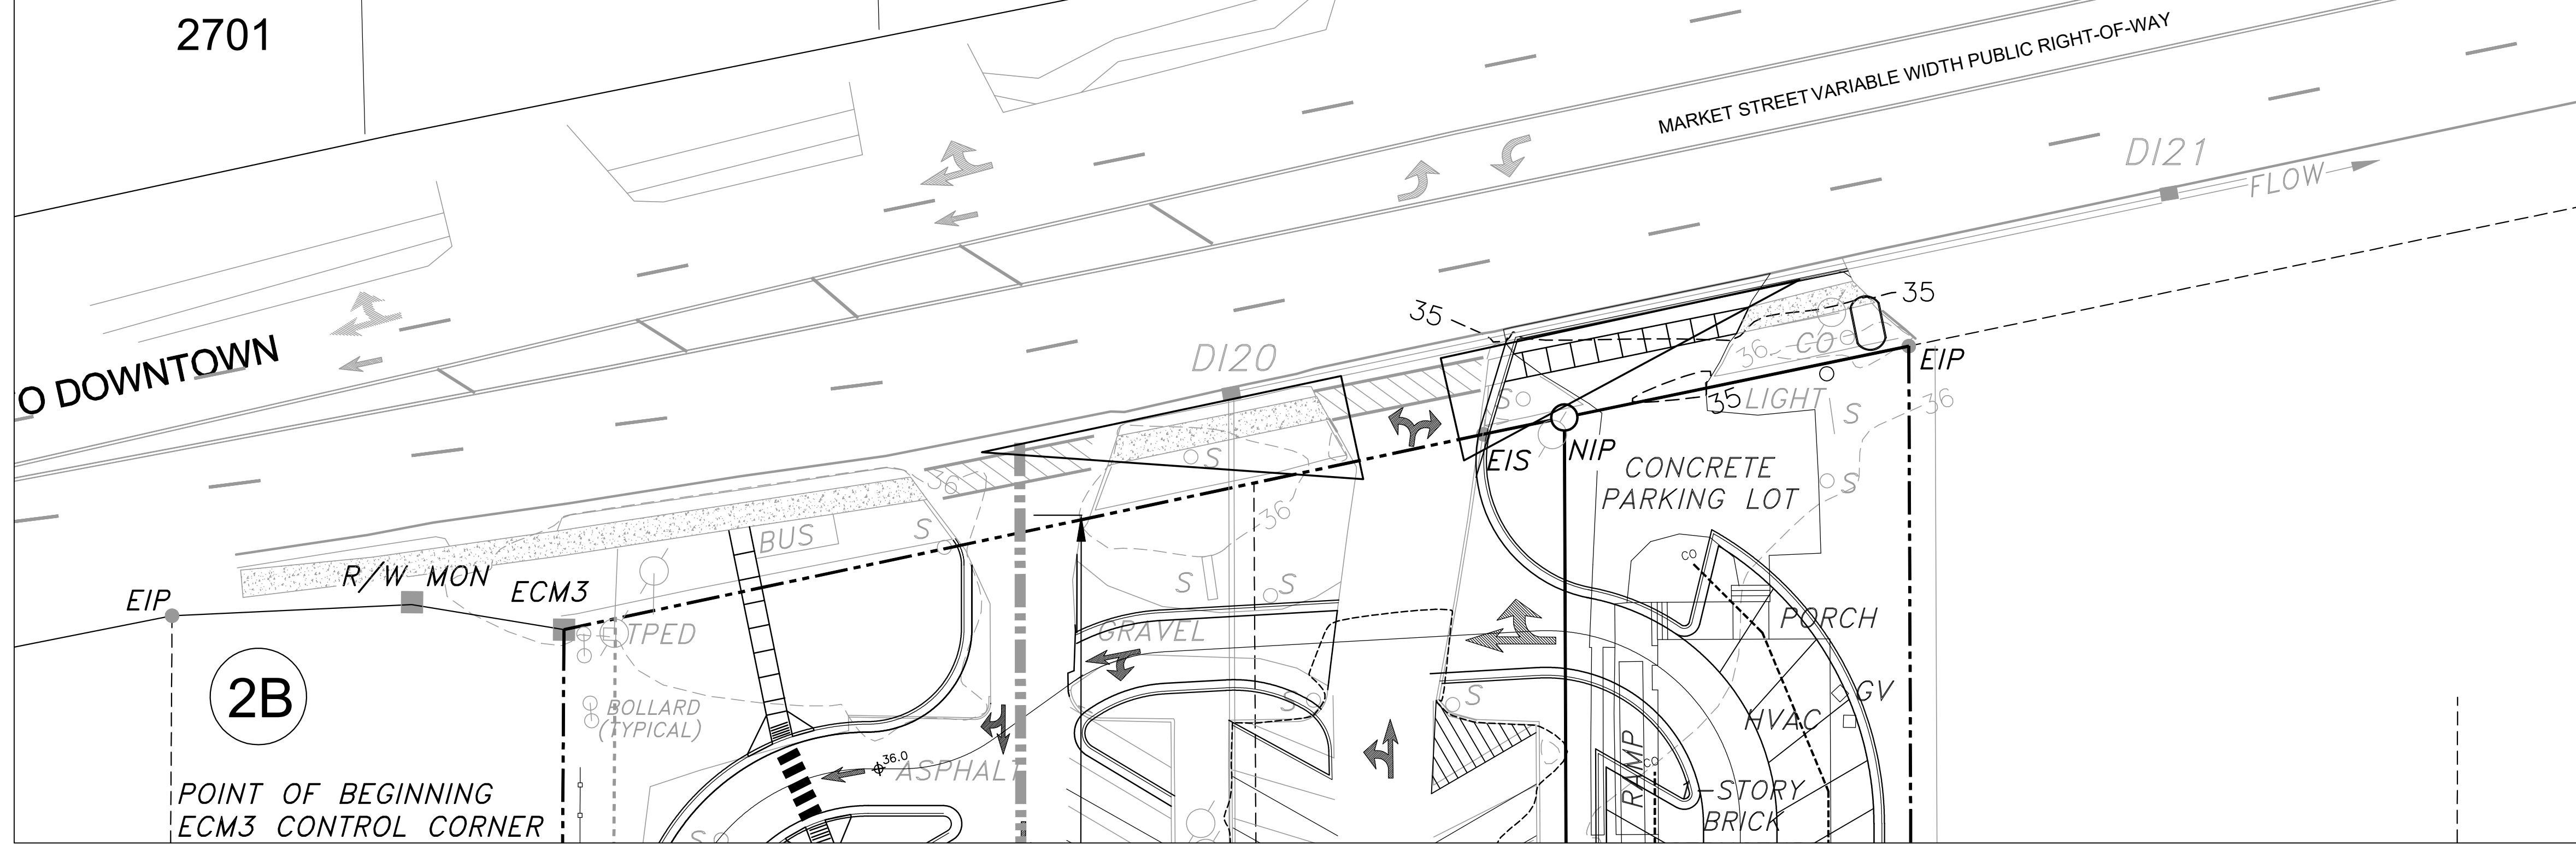 2701
MARKET STREET VARIABLE WIDTH PUBLIC RIGHT-OF-WAY
DI21
FLOW
35
35
O DOWNTOWN
DI20
36
CO
EIP
35
LIGHT
S
36
S
EIS
NIP
S
CONCRETE
PARKING LOT
S
36
36
BUS
S
R/W MON
ECM3
EIP
S
S
CO
TPED
GRAVEL
PORCH
2B
BOLLARD
(TYPICAL)
S
S
GV
HVAC
36.0
ASPHALT
RAMP
CO
1-STORY
BRICK
POINT OF BEGINNING
ECM3 CONTROL CORNER
S